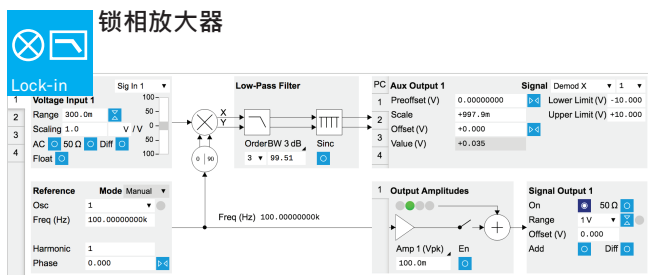 锁相放大器
Lock-in
Sig In 1
Voltage Input 1
Range 300.0m
Scaling 1.0 V / V
AC 50 Ω Diff
Float
100
50
0
50
100
1
2
3
4
X
Y
0 90
Low-Pass Filter
Order BW 3 dB Sinc
3 99.51
PC Aux Output 1 Signal Demod X 1
1 Preoffset (V) 0.00000000 Lower Limit (V) -10.000
2 Scale +997.9m Upper Limit (V) +10.000
3 Offset (V) +0.000
Value (V) +0.035
4
Reference Mode Manual
Osc 1
Freq (Hz) 100.00000000k
Harmonic 1
Phase 0.000
Freq (Hz) 100.00000000k
1 Output Amplitudes
Amp 1 (Vpk) En
100.0m
Signal Output 1
On 50 Ω
Range 1 V
Offset (V) 0.000
Add Diff